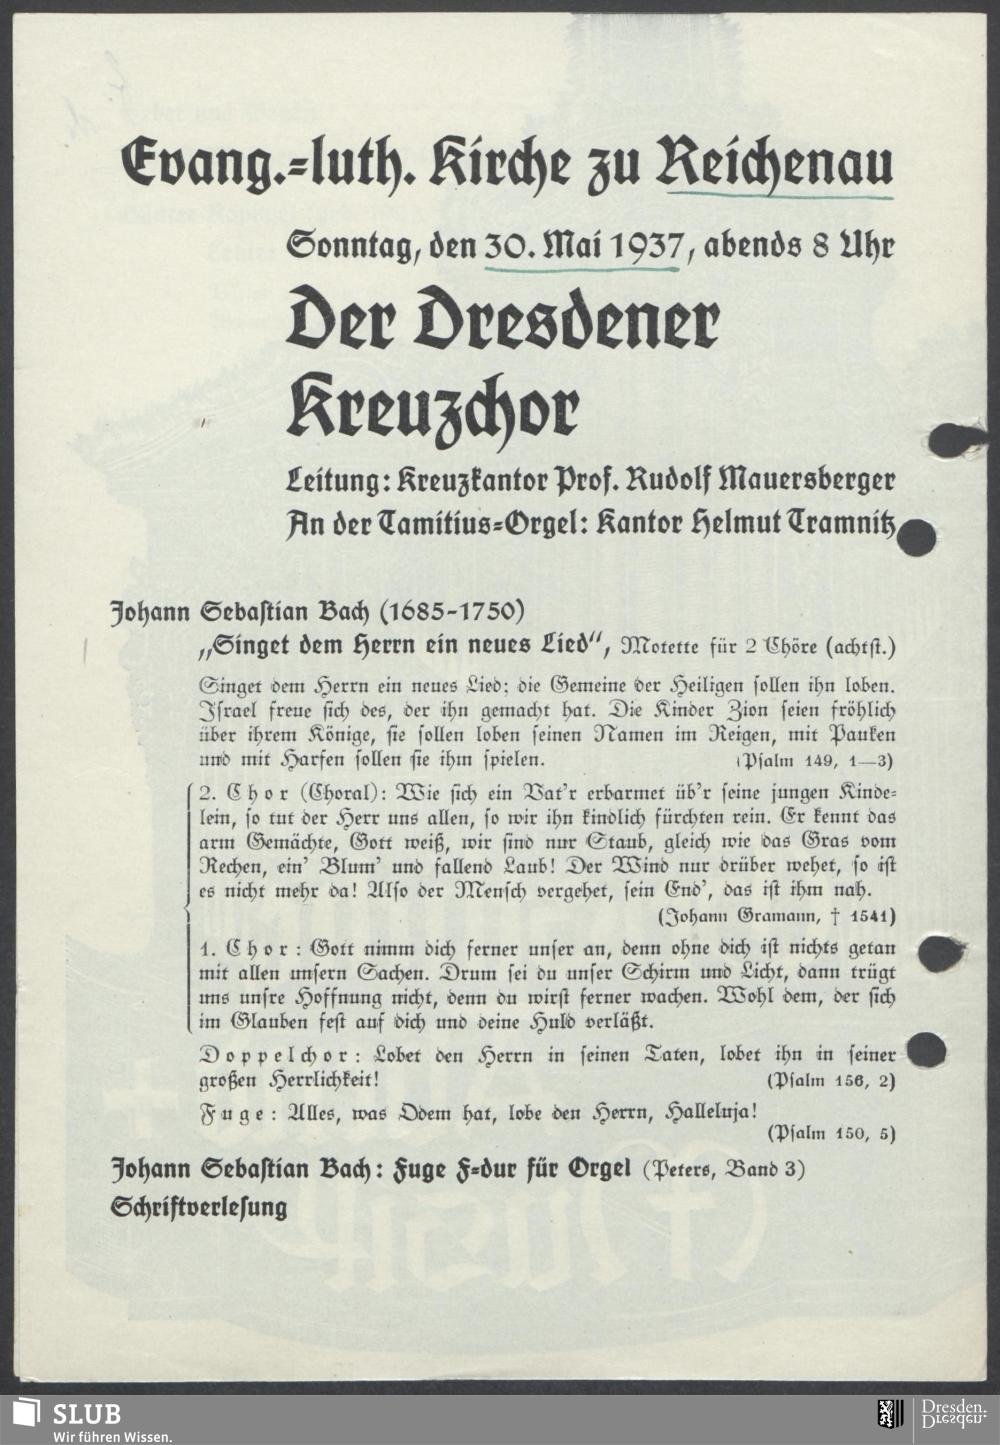 Evang.=luth. Kirche zu Reichenau
Sonntag, den 30. Mai 1937, abends 8 Uhr
Der Dresdener
Kreuzchor
Leitung: Kreuzkantor Prof. Rudolf Mauersberger
An der Tamitius=Orgel: Kantor Helmut Tramnitz
Johann Sebastian Bach (1685-1750)
„Singet dem Herrn ein neues Lied“, Motette für 2 Chöre (achtst.)
Singet dem Herrn ein neues Lied; die Gemeine der Heiligen sollen ihn loben.
Israel freue sich des, der ihn gemacht hat. Die Kinder Zion seien fröhlich
über ihrem Könige, sie sollen loben seinen Namen im Reigen, mit Pauken
und mit Harfen sollen sie ihm spielen. (Psalm 149, 1—3)
2. Chor (Choral): Wie sich ein Vat'r erbarmet üb'r seine jungen Kinde=
lein, so tut der Herr uns allen, so wir ihn kindlich fürchten rein. Er kennt das
arm Gemächte, Gott weiß, wir sind nur Staub, gleich wie das Gras vom
Rechen, ein' Blum' und fallend Laub! Der Wind nur drüber wehet, so ist
es nicht mehr da! Also der Mensch vergehet, sein End', das ist ihm nah.
(Johann Gramann, † 1541)
1. Chor: Gott nimm dich ferner unser an, denn ohne dich ist nichts getan
mit allen unsern Sachen. Drum sei du unser Schirm und Licht, dann trügt
uns unsre Hoffnung nicht, denn du wirst ferner wachen. Wohl dem, der sich
im Glauben fest auf dich und deine Huld verläßt.
Doppelchor: Lobet den Herrn in seinen Taten, lobet ihn in seiner
großen Herrlichkeit! (Psalm 156, 2)
Fuge: Alles, was Odem hat, lobe den Herrn, Halleluja!
(Psalm 150, 5)
Johann Sebastian Bach: Fuge F=dur für Orgel (Peters, Band 3)
Schriftverlesung
SLUB
Wir führen Wissen.
Dresden.
Dresden.